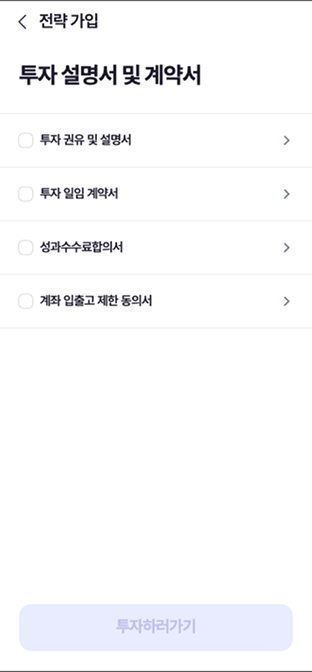 전략 가입
투자 설명서 및 계약서
투자 권유 및 설명서
투자 일임 계약서
성과수수료합의서
계좌 입출고 제한 동의서
투자하러가기